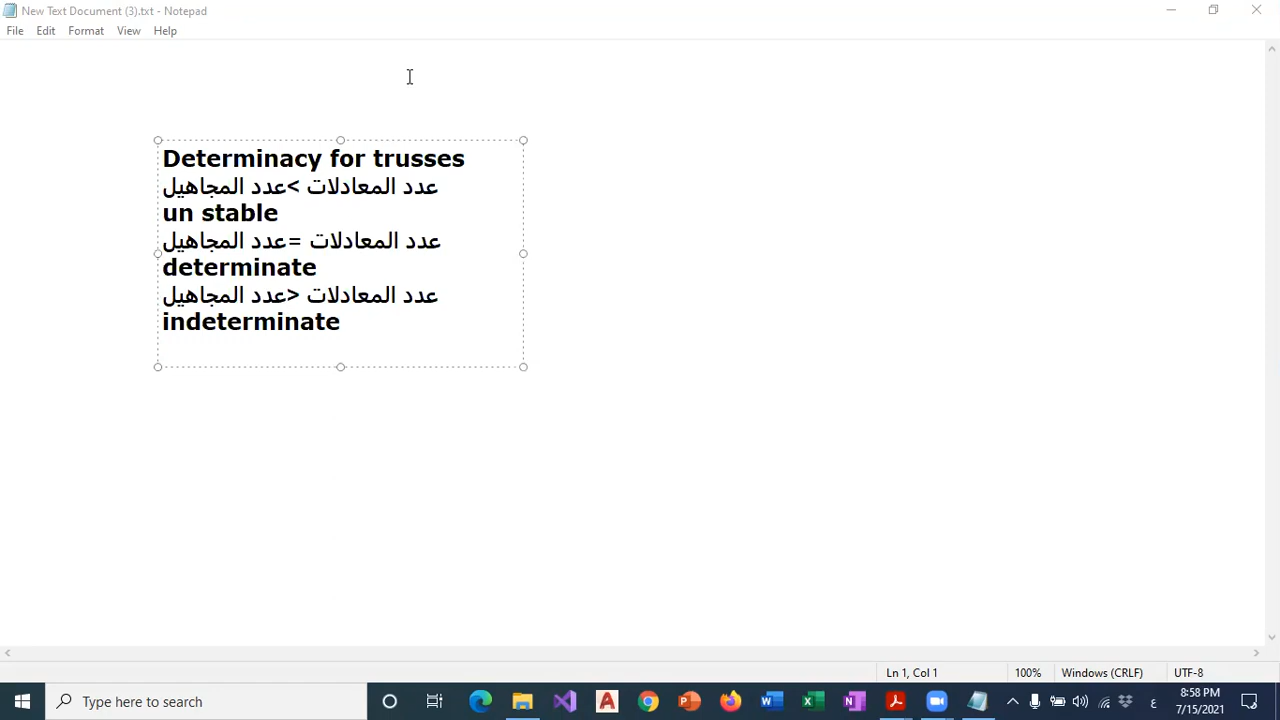 New Text Document (3).txt - Notepad
File Edit Format View Help
Determinacy for trusses
عدد المعادلات >عدد المجاهيل
un stable
عدد المعادلات =عدد المجاهيل
determinate
عدد المعادلات <عدد المجاهيل
indeterminate
Ln 1, Col 1 100% Windows (CRLF) UTF-8
Type here to search
ع
8:58 PM
7/15/2021